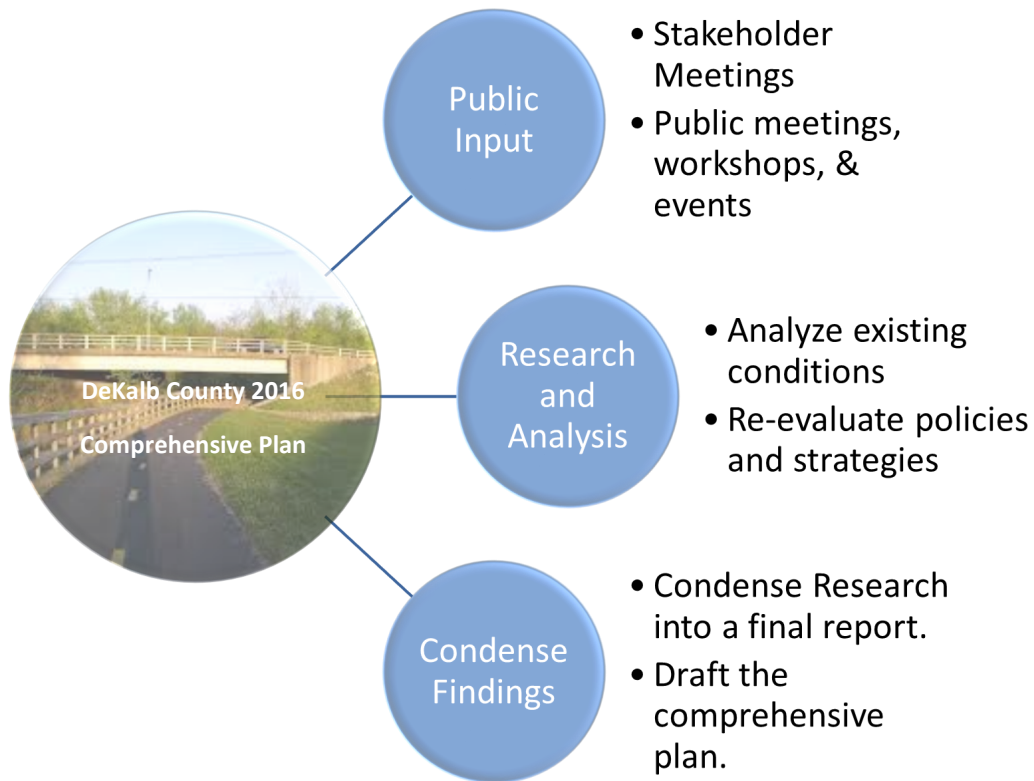 Public
Input
• Stakeholder
Meetings
• Public meetings,
workshops, &
events
DeKalb County 2016
Comprehensive Plan
Research
and
Analysis
• Analyze existing
conditions
• Re-evaluate policies
and strategies
Condense
Findings
• Condense Research
into a final report.
• Draft the
comprehensive
plan.